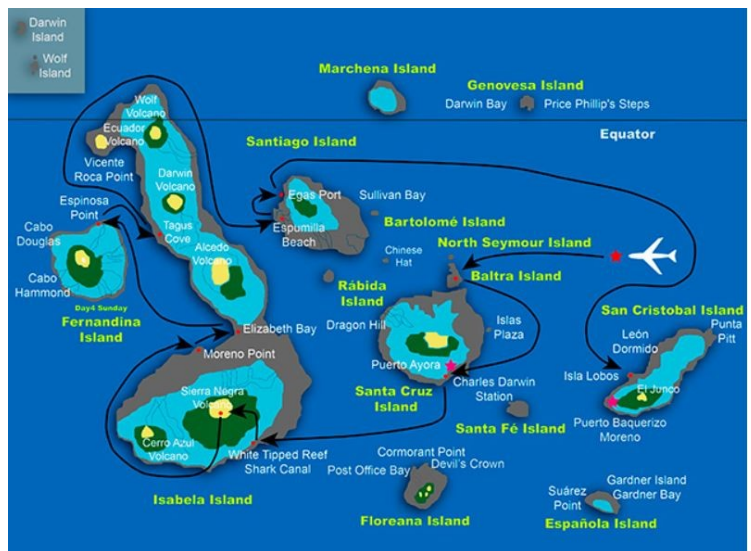 Darwin
Island
Wolf
Island
Marchena Island
Genovesa Island
Darwin Bay
Price Phillip's Steps
Equator
Wolf
Volcano
Ecuador
Volcano
Vicente
Roca Point
Santiago Island
Darwin
Volcano
Egas Port
Sullivan Bay
Espinosa
Point
Tagus
Cove
Espumilla
Beach
Bartolomé Island
Cabo
Douglas
Alcedo
Volcano
Chinese
Hat
North Seymour Island
Baltra Island
Cabo
Hammond
Rábida
Island
Day4 Sunday
Fernandina
Island
Elizabeth Bay
Dragon Hill
Islas
Plaza
San Cristobal Island
Punta
Pitt
León
Dormido
Moreno Point
Puerto Ayora
Isla Lobos
El Junco
Sierra Negra
Volcano
Santa Cruz
Island
Charles Darwin
Station
Santa Fé Island
Puerto Baquerizo
Moreno
Cerro Azul
Volcano
White Tipped Reef
Shark Canal
Cormorant Point
Devil's Crown
Post Office Bay
Isabela Island
Floreana Island
Gardner Island
Gardner Bay
Suárez
Point
Española Island